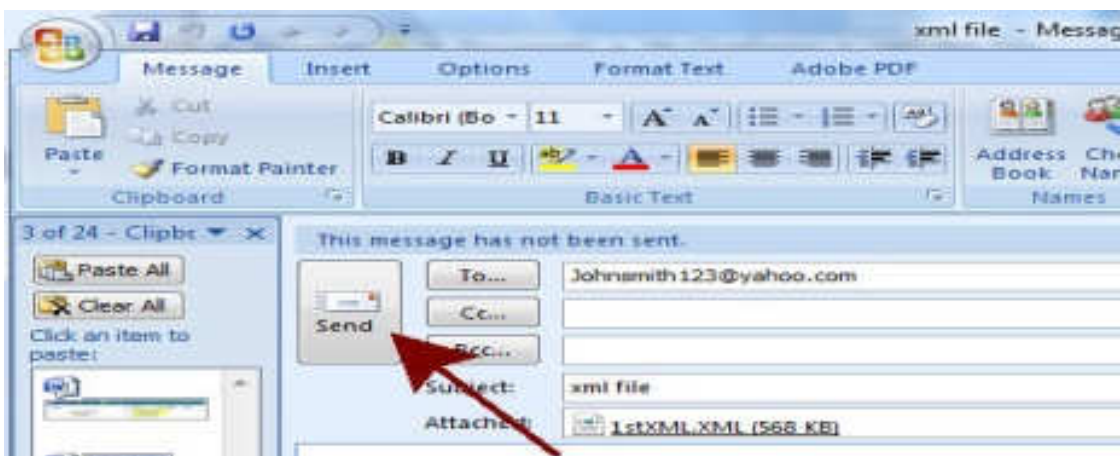 xml file - Messag
Message Insert Options Format Text Adobe PDF
Paste
Cut
Copy
Format Painter
Clipboard
Calibri (Bo 11
B I U
Basic Text
Address Book
Che
Nar
Names
3 of 24 - Clipbc
Paste All
Clear All
Click an item to
paste:
This message has not been sent.
Send
To... Johnsmith123@yahoo.com
Cc...
Bcc...
Subject: xml file
Attached: 1stXML.XML (568 KB)